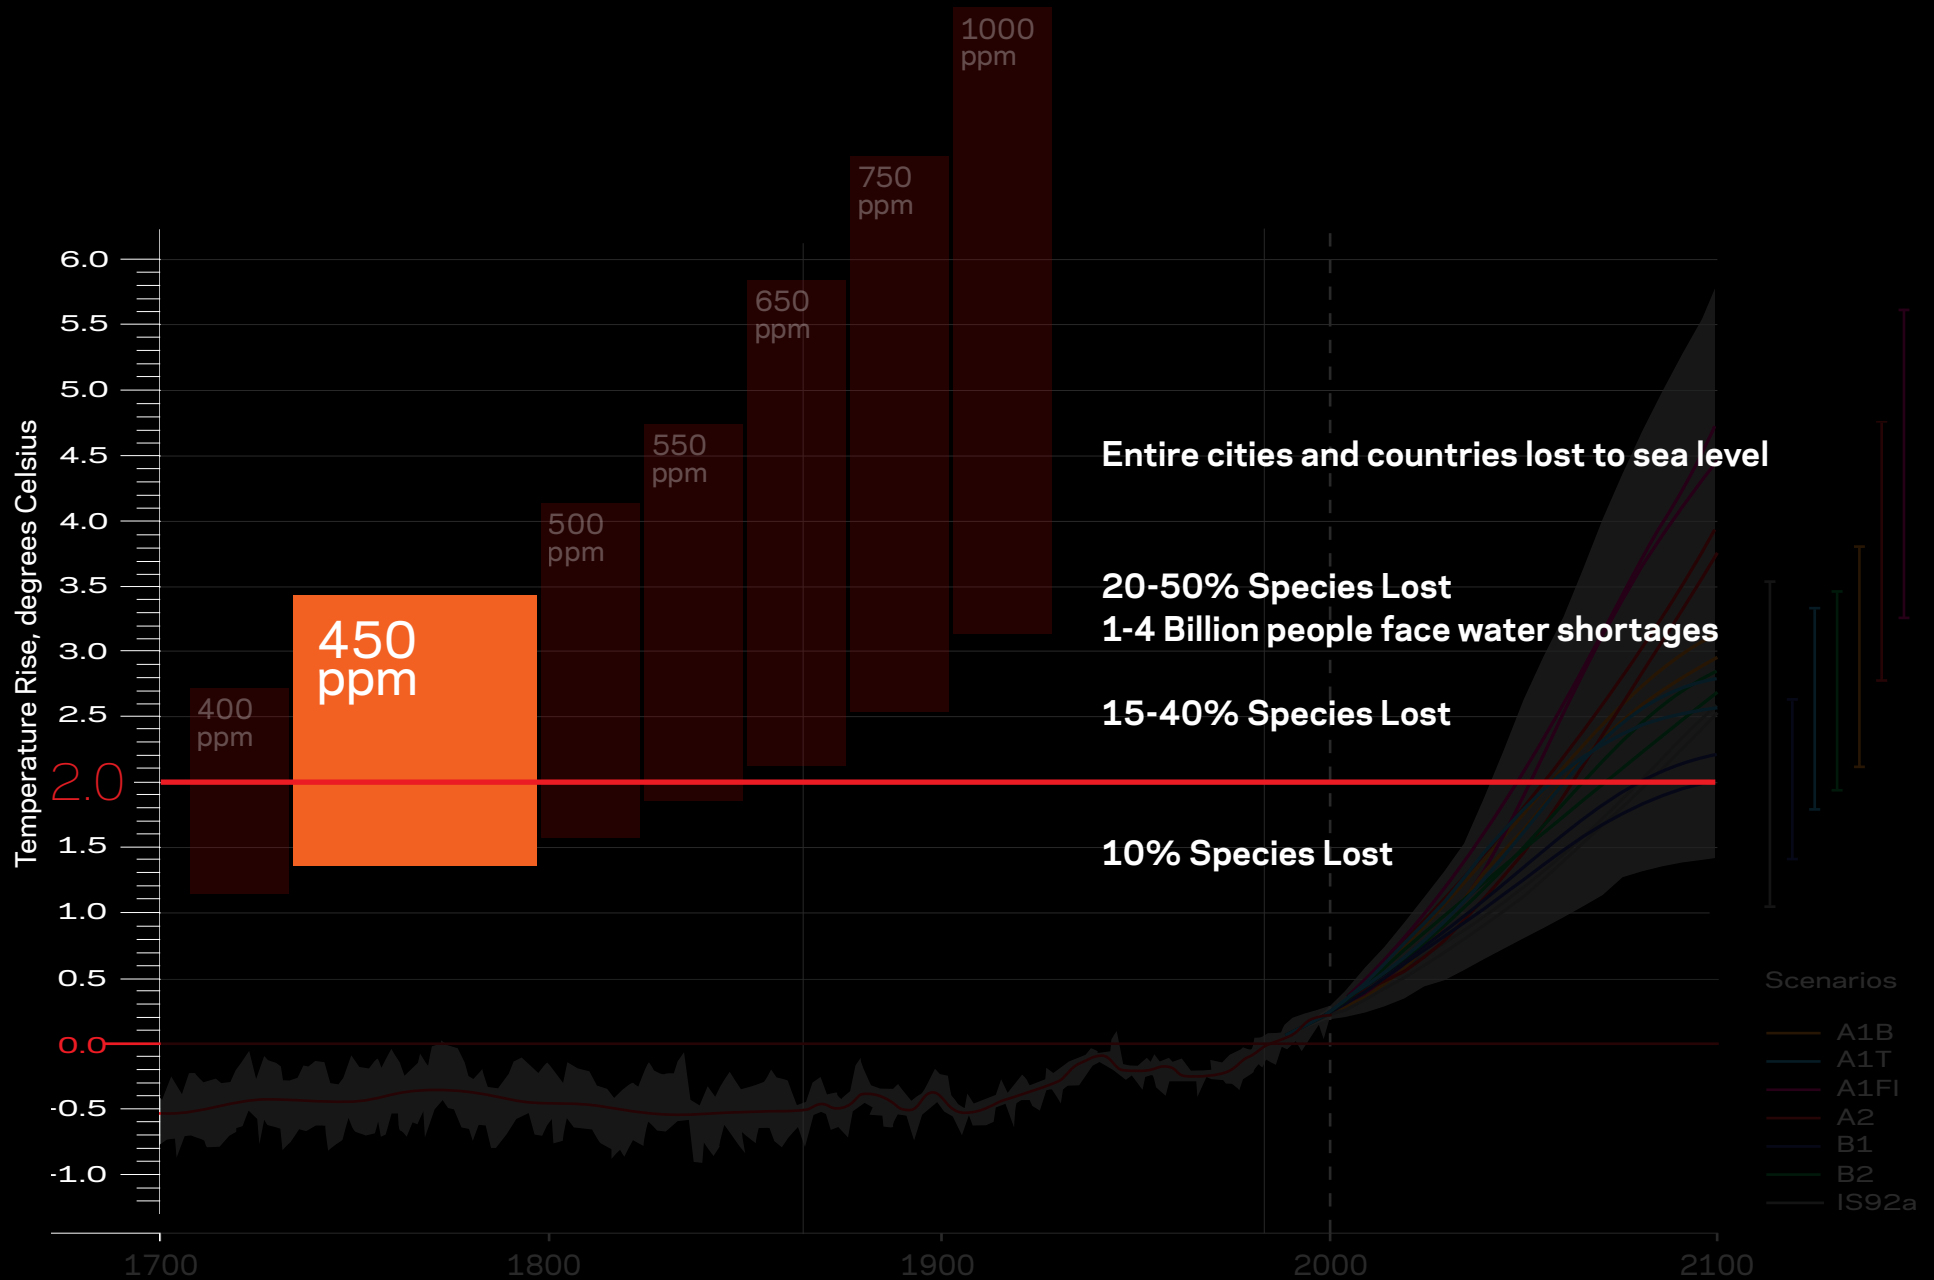 1000
ppm
750
ppm
650
ppm
550
ppm
500
ppm
450
ppm
400
ppm
Temperature Rise, degrees Celsius
6.0
5.5
5.0
4.5
4.0
3.5
3.0
2.5
2.0
1.5
1.0
0.5
0.0
-0.5
-1.0
Entire cities and countries lost to sea level
20-50% Species Lost
1-4 Billion people face water shortages
15-40% Species Lost
10% Species Lost
Scenarios
A1B
A1T
A1FI
A2
B1
B2
IS92a
1700
1800
1900
2000
2100